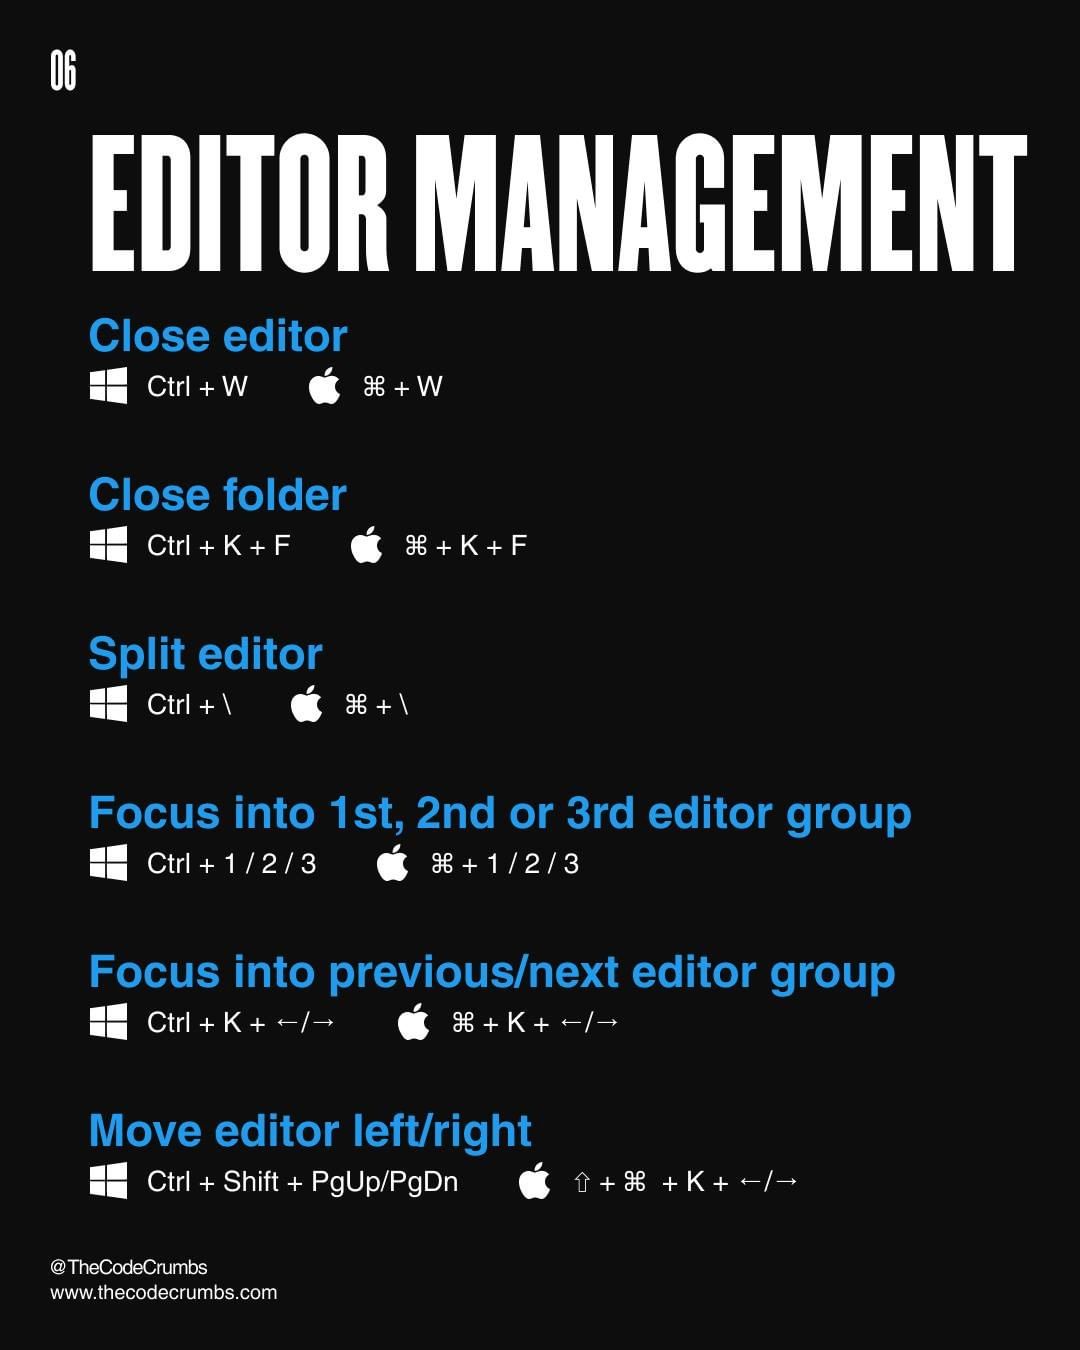 06
EDITOR MANAGEMENT
Close editor
Ctrl + W ⌘ + W
Close folder
Ctrl + K + F ⌘ + K + F
Split editor
Ctrl + \ ⌘ + \
Focus into 1st, 2nd or 3rd editor group
Ctrl + 1 / 2 / 3 ⌘ + 1 / 2 / 3
Focus into previous/next editor group
Ctrl + K + ←/→ ⌘ + K + ←/→
Move editor left/right
Ctrl + Shift + PgUp/PgDn ⇧ + ⌘ + K + ←/→
@TheCodeCrumbs
www.thecodecrumbs.com